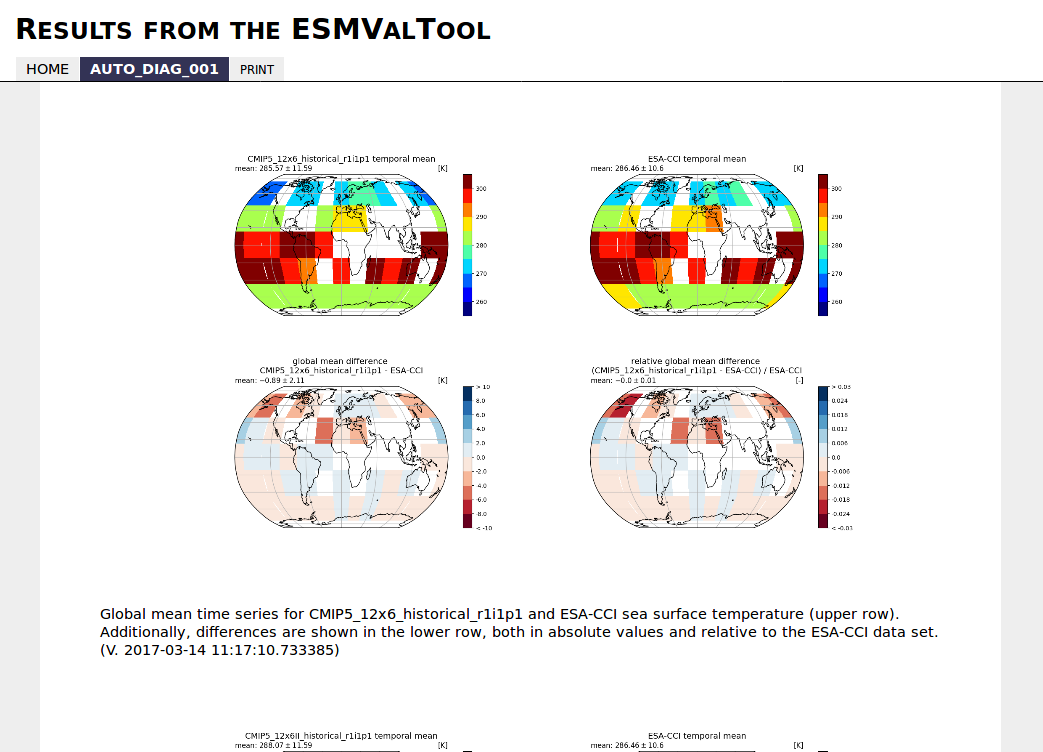 RESULTS FROM THE ESMVALTOOL
HOME AUTO_DIAG_001 PRINT
CMIP5_12x6_historical_r1i1p1 temporal mean
mean: 285.57 ± 11.59 [K]
300
290
280
270
260
ESA-CCI temporal mean
mean: 286.46 ± 10.6 [K]
300
290
280
270
260
global mean difference
CMIP5_12x6_historical_r1i1p1 - ESA-CCI
mean: −0.89 ± 2.11 [K]
> 10
8.0
6.0
4.0
2.0
0.0
-2.0
-4.0
-6.0
-8.0
< -10
relative global mean difference
(CMIP5_12x6_historical_r1i1p1 - ESA-CCI) / ESA-CCI
mean: −0.0 ± 0.01 [-]
> 0.03
0.024
0.018
0.012
0.006
0.0
-0.006
-0.012
-0.018
-0.024
< -0.03
Global mean time series for CMIP5_12x6_historical_r1i1p1 and ESA-CCI sea surface temperature (upper row).
Additionally, differences are shown in the lower row, both in absolute values and relative to the ESA-CCI data set.
(V. 2017-03-14 11:17:10.733385)
CMIP5_12x6II_historical_r1i1p1 temporal mean
mean: 288.07 ± 11.59 [K]
ESA-CCI temporal mean
mean: 286.46 ± 10.6 [K]